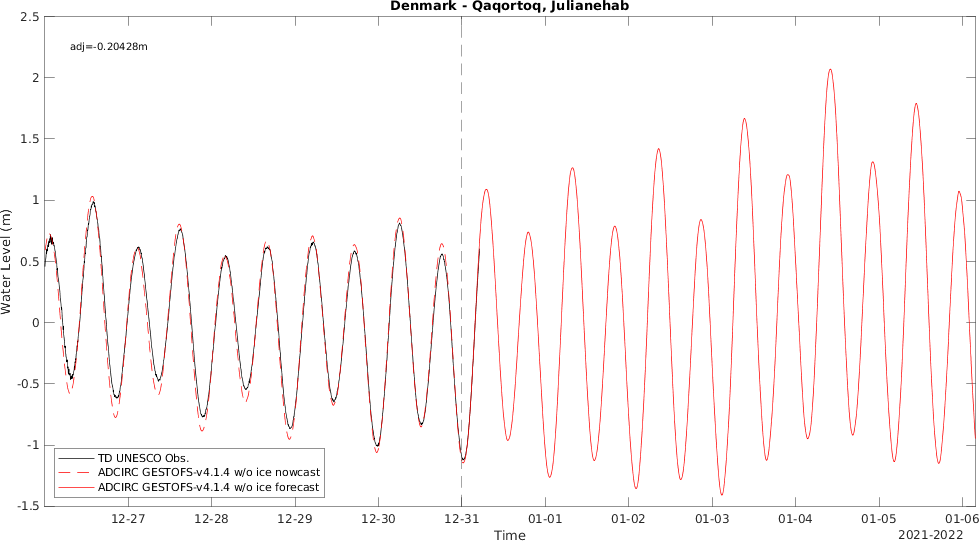 Denmark - Qaqortoq, Julianehab
adj=-0.20428m
Water Level (m)
2.5
2
1.5
1
0.5
0
-0.5
-1
-1.5
TD UNESCO Obs.
ADCIRC GESTOFS-v4.1.4 w/o ice nowcast
ADCIRC GESTOFS-v4.1.4 w/o ice forecast
12-27 12-28 12-29 12-30 12-31 01-01 01-02 01-03 01-04 01-05 01-06
Time
2021-2022